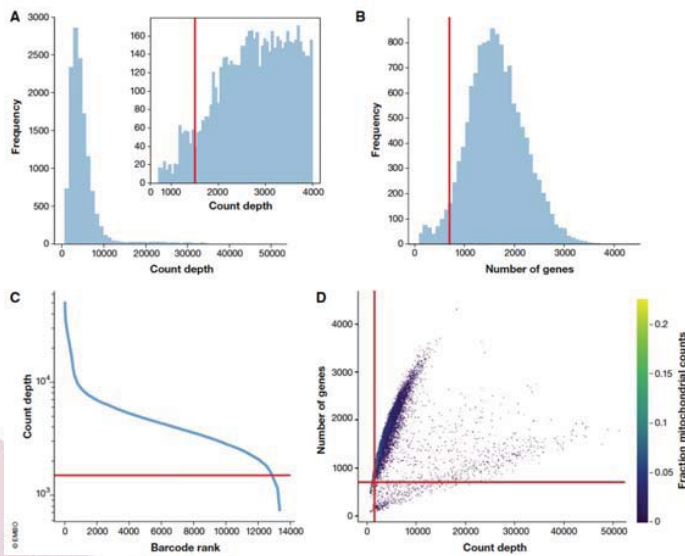 A
3000
2500
2000
1500
1000
500
0
Frequency
0 10000 20000 30000 40000 50000
Count depth
160
140
120
100
80
60
40
20
0
1000 2000 3000 4000
Count depth
B
800
700
600
500
400
300
200
100
0
Frequency
0 1000 2000 3000 4000
Number of genes
C
Count depth
10⁴
10³
0 2000 4000 6000 8000 10000 12000 14000
Barcode rank
© EMBO
D
Number of genes
4000
3000
2000
1000
0
0 10000 20000 30000 40000 50000
Count depth
0.2
0.15
0.1
0.05
0
Fraction mitochondrial counts